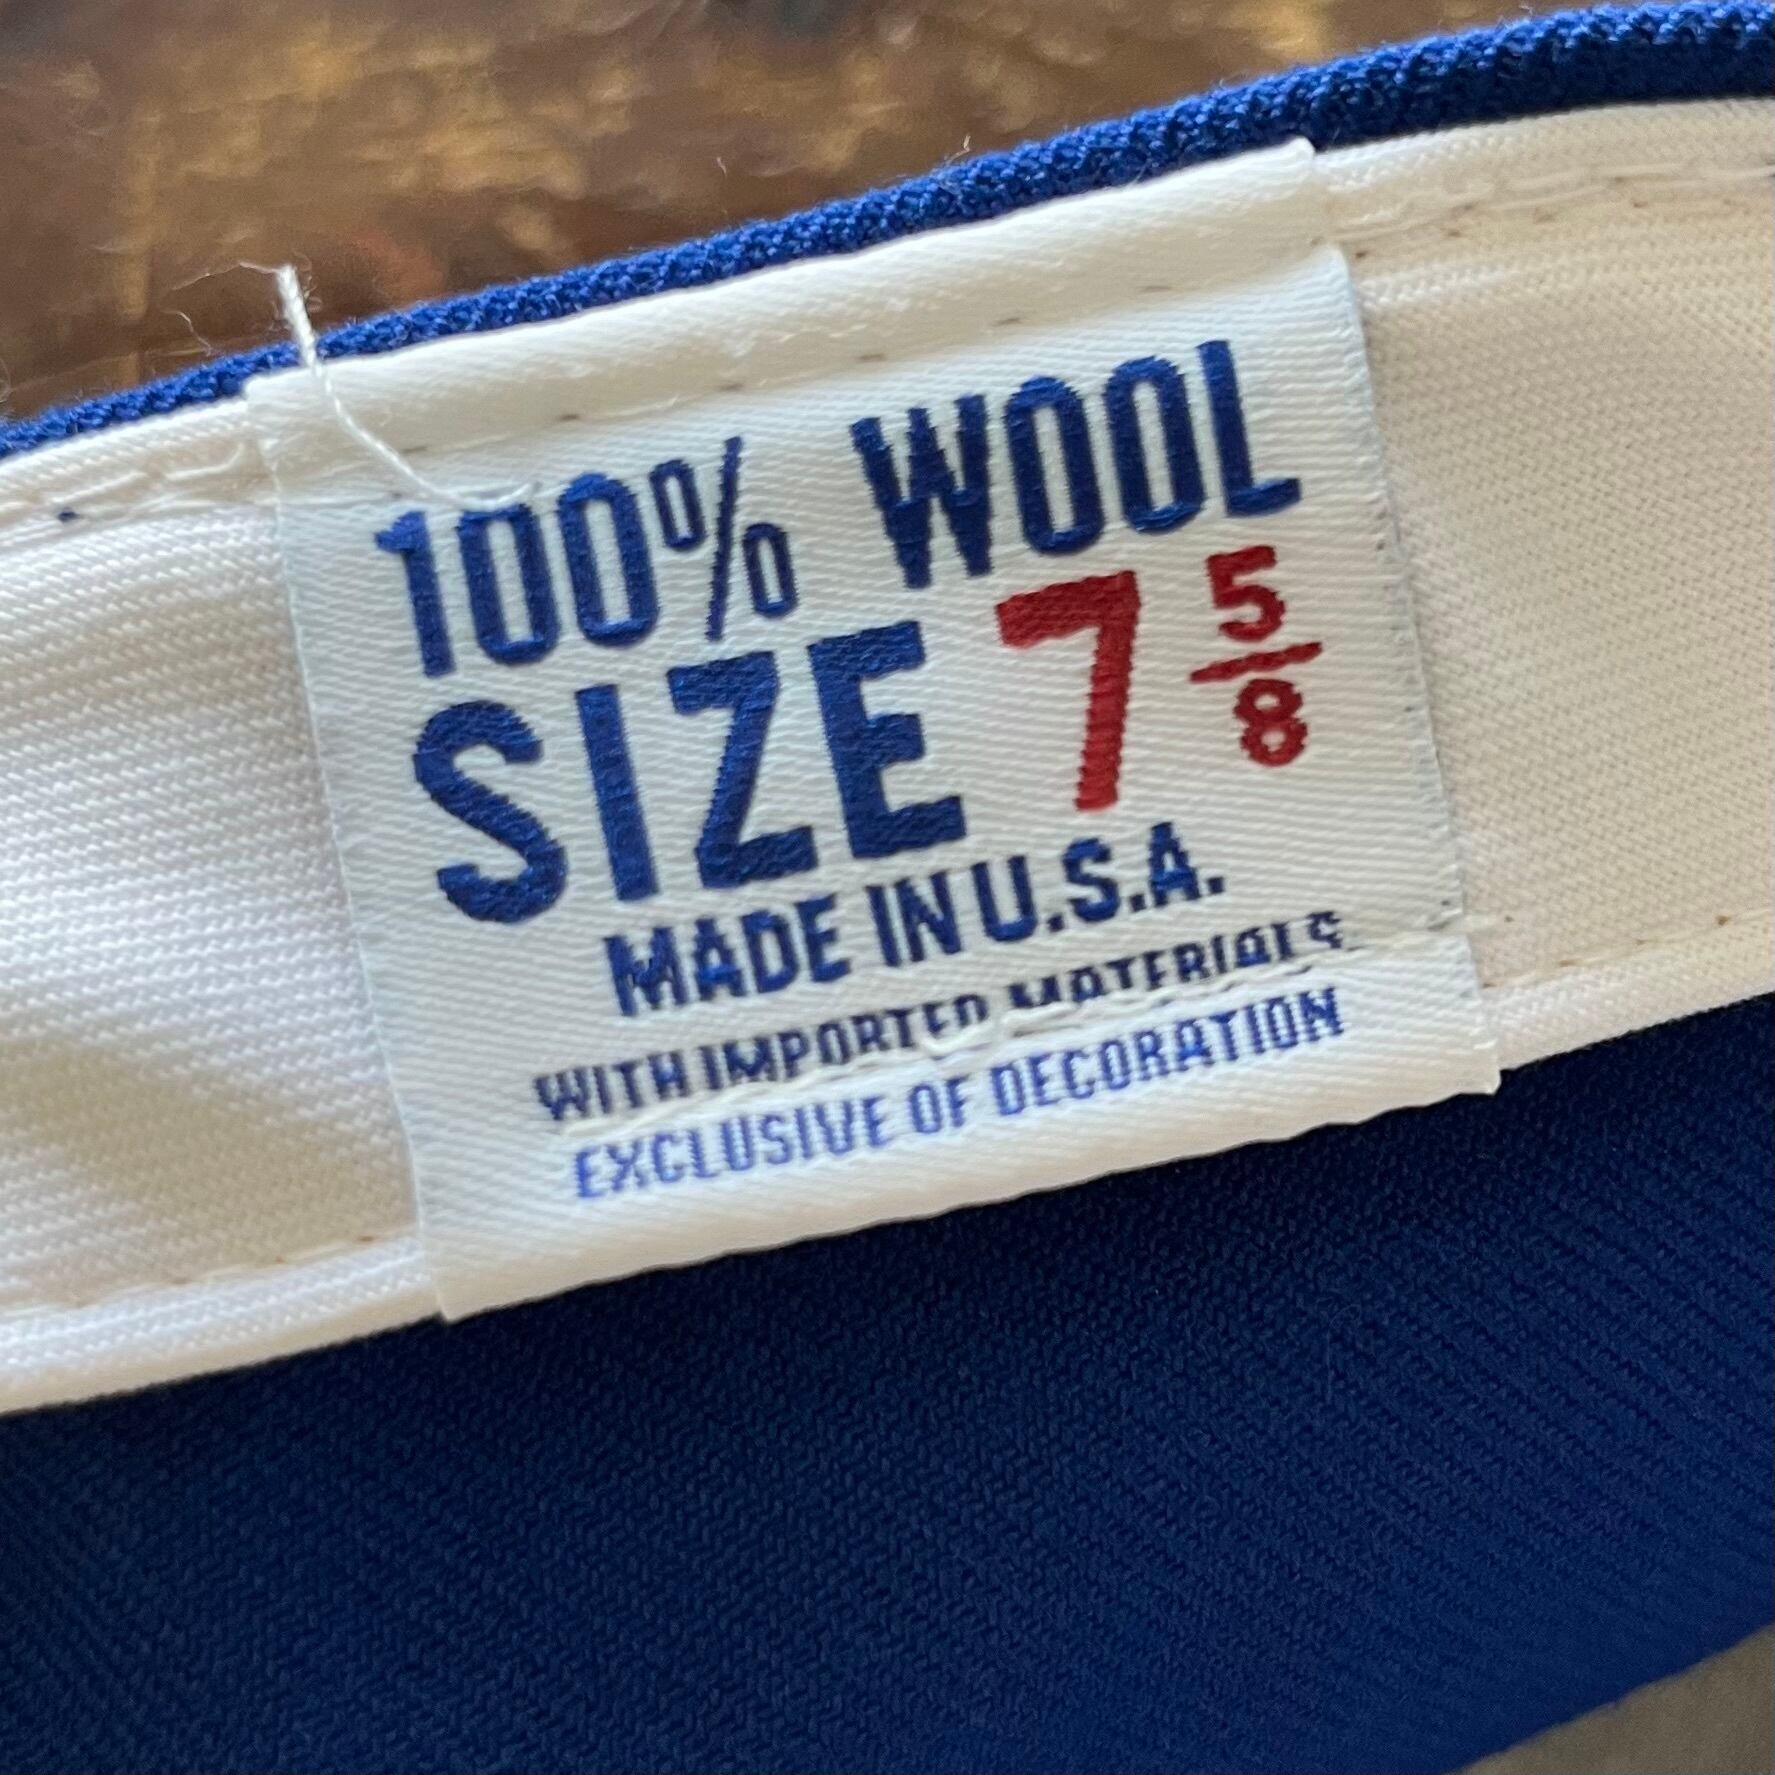 100% WOOL
SIZE 7 5/8
MADE IN U.S.A.
WITH IMPORTED MATERIALS
EXCLUSIVE OF DECORATION